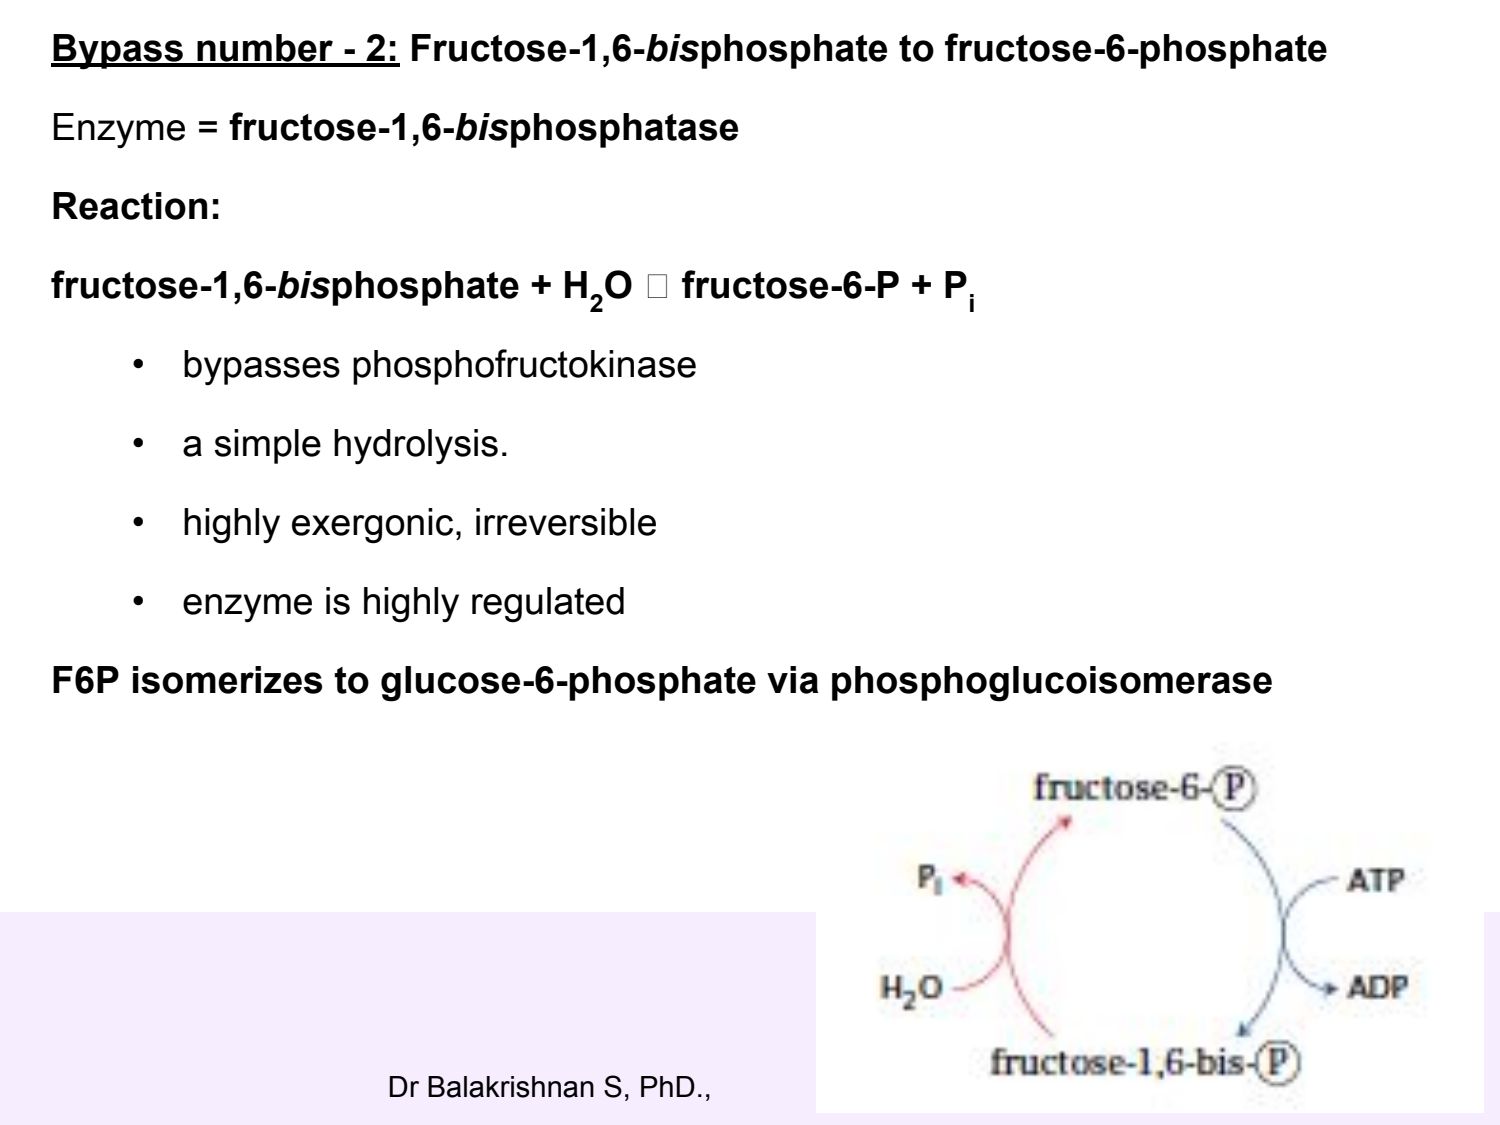 Bypass number - 2: Fructose-1,6-bisphosphate to fructose-6-phosphate
Enzyme = fructose-1,6-bisphosphatase
Reaction:
fructose-1,6-bisphosphate + H₂O □ fructose-6-P + Pᵢ
• bypasses phosphofructokinase
• a simple hydrolysis.
• highly exergonic, irreversible
• enzyme is highly regulated
F6P isomerizes to glucose-6-phosphate via phosphoglucoisomerase
fructose-6-P
Pᵢ
ATP
H₂O
ADP
fructose-1,6-bis-P
Dr Balakrishnan S, PhD.,